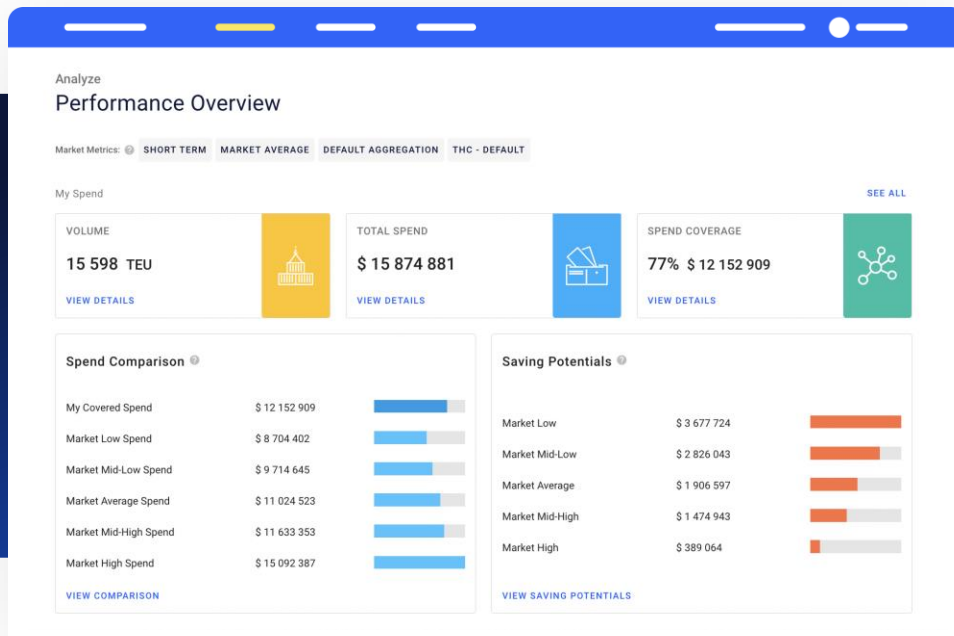 Analyze
Performance Overview
Market Metrics: ? SHORT TERM MARKET AVERAGE DEFAULT AGGREGATION THC - DEFAULT
My Spend SEE ALL
VOLUME
15 598 TEU
VIEW DETAILS
TOTAL SPEND
$ 15 874 881
VIEW DETAILS
SPEND COVERAGE
77% $ 12 152 909
VIEW DETAILS
Spend Comparison ?
My Covered Spend $ 12 152 909
Market Low Spend $ 8 704 402
Market Mid-Low Spend $ 9 714 645
Market Average Spend $ 11 024 523
Market Mid-High Spend $ 11 633 353
Market High Spend $ 15 092 387
VIEW COMPARISON
Saving Potentials ?
Market Low $ 3 677 724
Market Mid-Low $ 2 826 043
Market Average $ 1 906 597
Market Mid-High $ 1 474 943
Market High $ 389 064
VIEW SAVING POTENTIALS